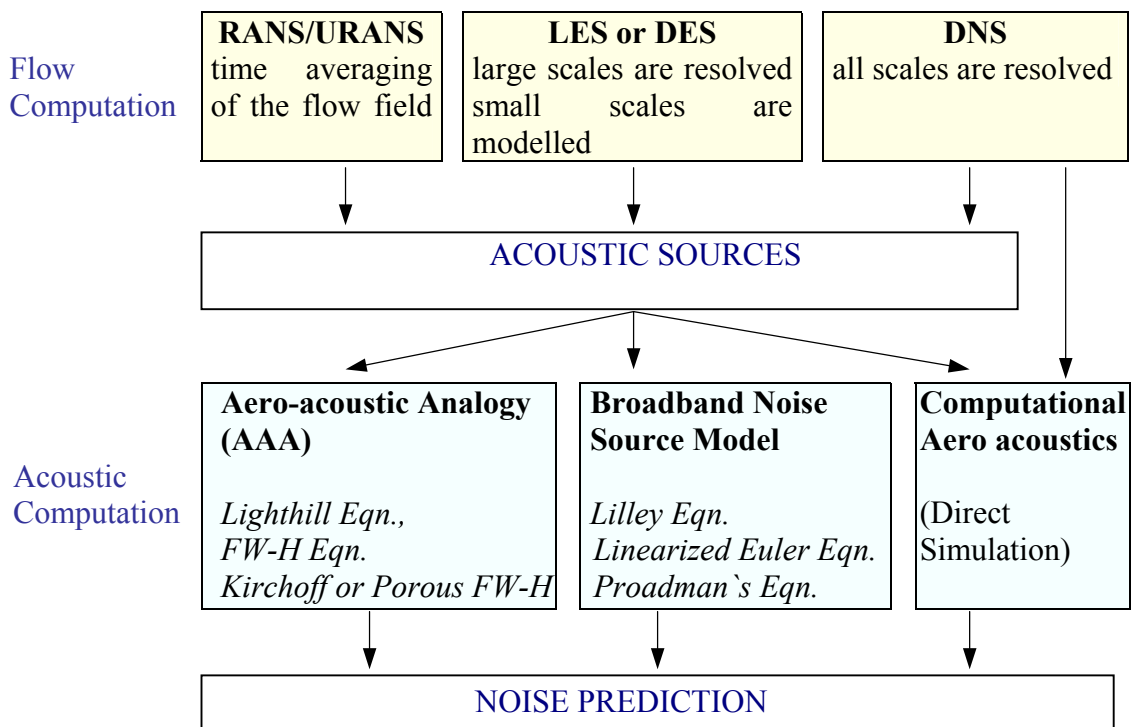 RANS/URANS
time averaging
of the flow field
LES or DES
large scales are resolved
small scales are
modelled
DNS
all scales are resolved
Flow
Computation
ACOUSTIC SOURCES
Aero-acoustic Analogy
(AAA)
Lighthill Eqn.,
FW-H Eqn.
Kirchoff or Porous FW-H
Broadband Noise
Source Model
Lilley Eqn.
Linearized Euler Eqn.
Proadman`s Eqn.
Computational
Aero acoustics
(Direct
Simulation)
Acoustic
Computation
NOISE PREDICTION